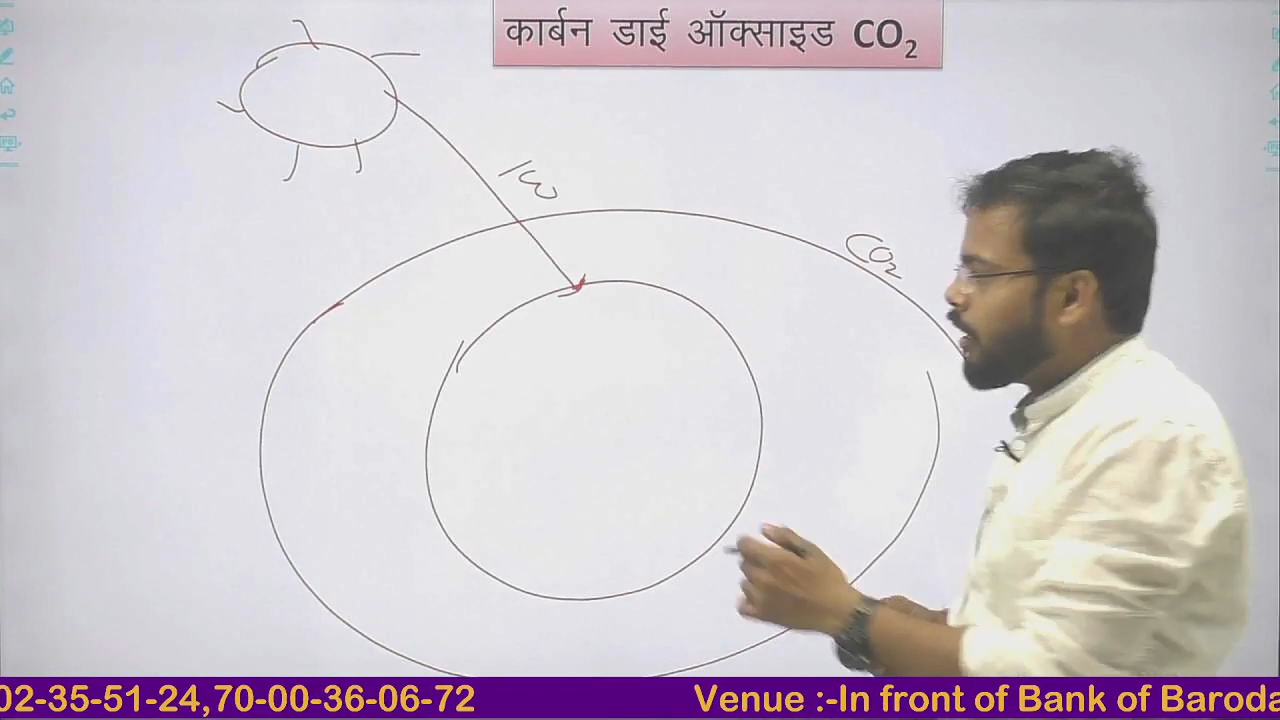 कार्बन डाई ऑक्साइड CO₂
CO₂
02-35-51-24,70-00-36-06-72
Venue :-In front of Bank of Baroda